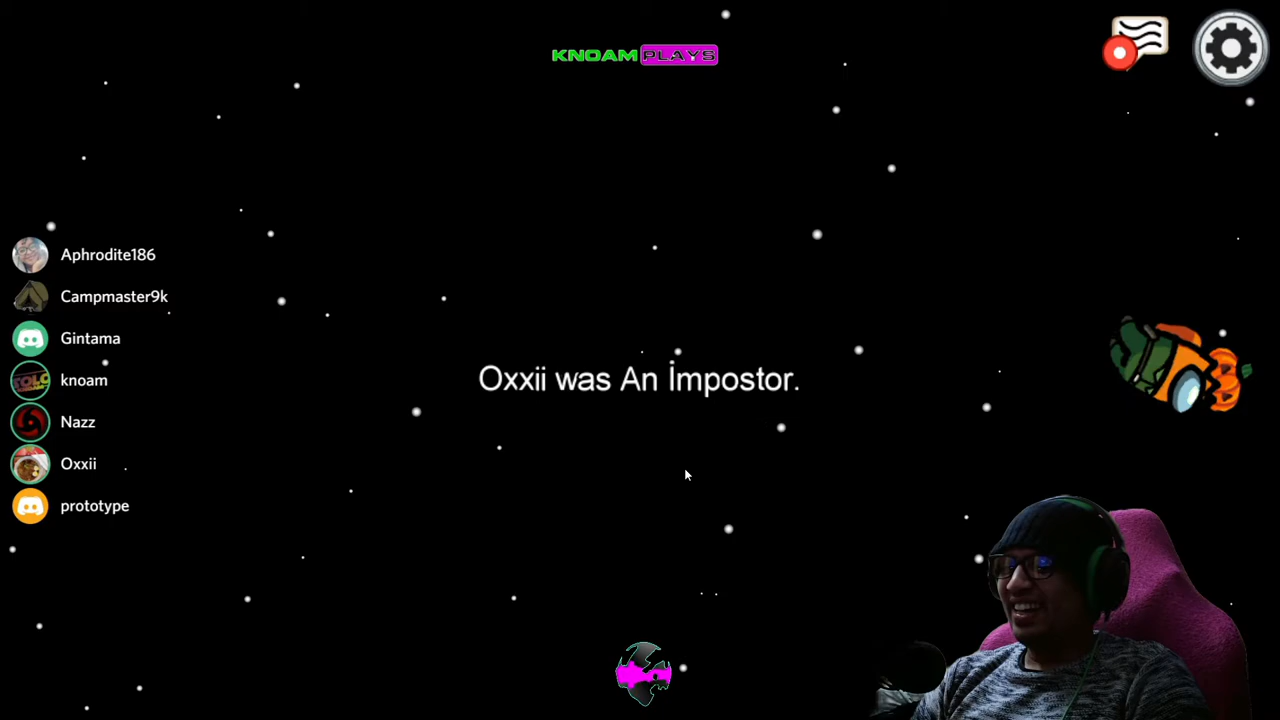 KNOAM PLAYS
Aphrodite186
Campmaster9k
Gintama
knoam
Nazz
Oxxii
prototype
Oxxii was An Impostor.